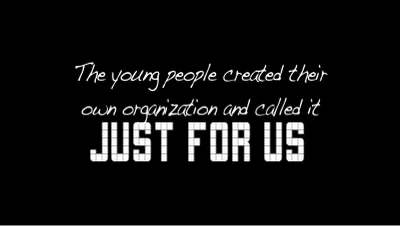 The young people created their
own organization and called it
JUST FOR US